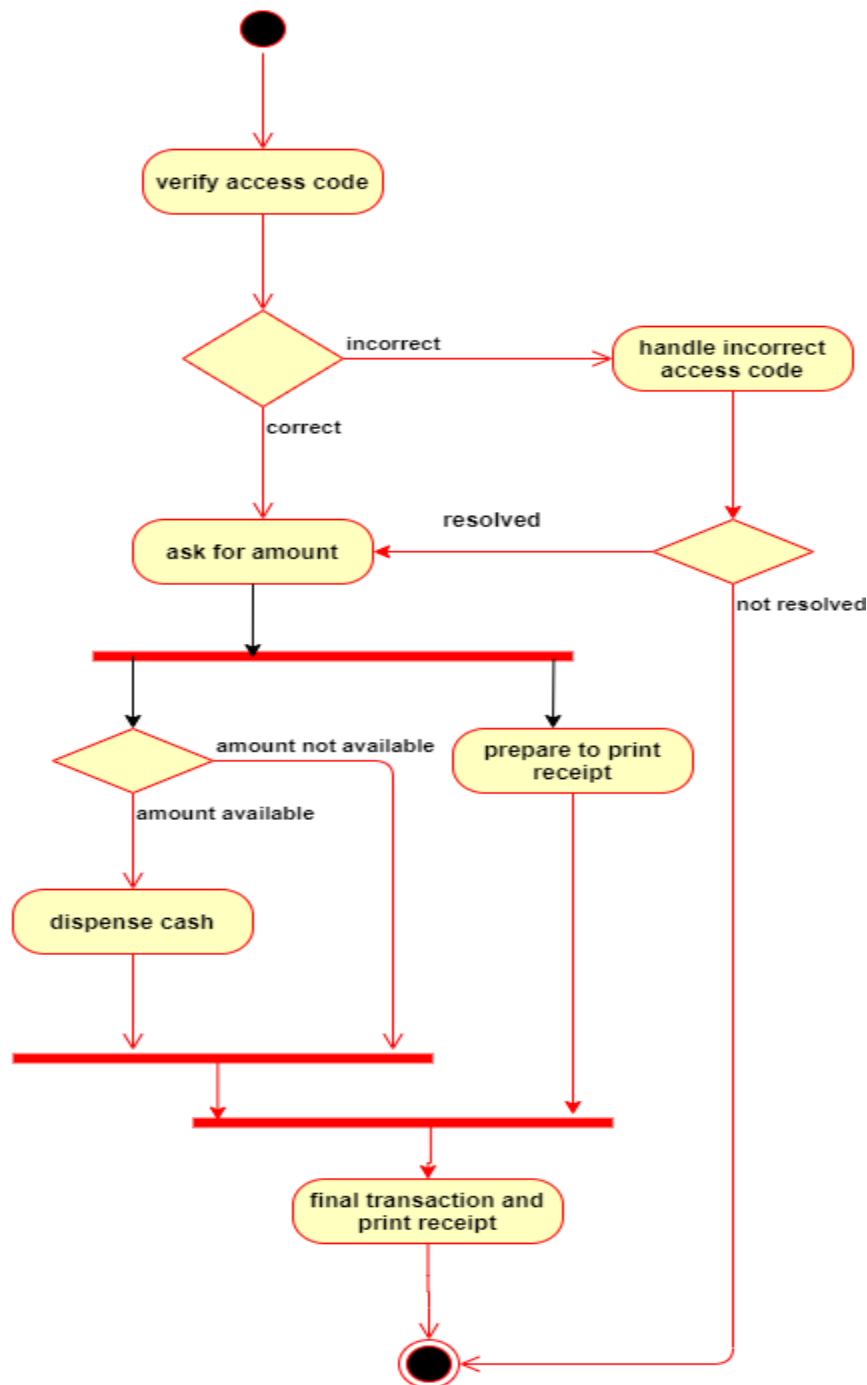 verify access code
incorrect
handle incorrect
access code
correct
resolved
ask for amount
not resolved
amount not available
prepare to print
receipt
amount available
dispense cash
final transaction and
print receipt